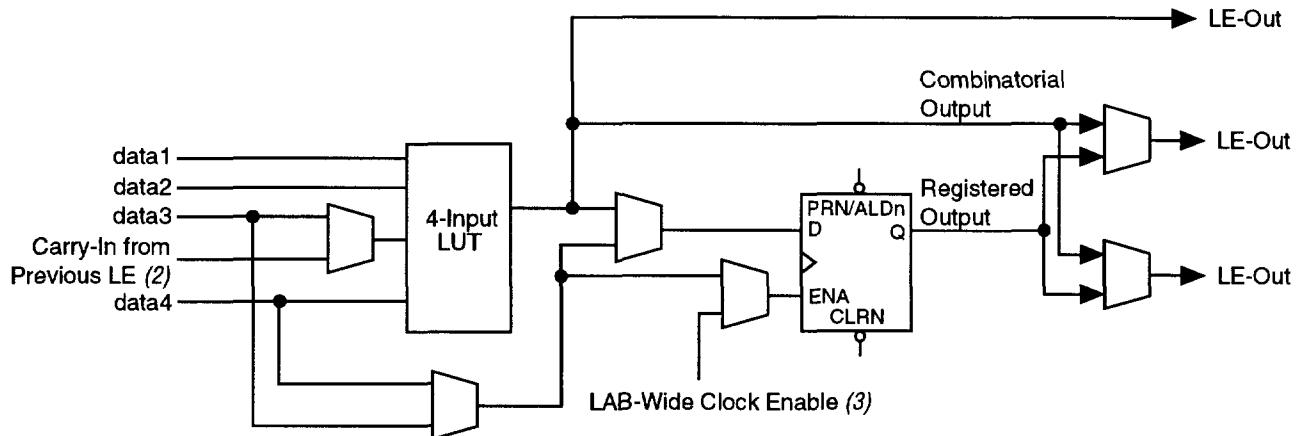 LE-Out
Combinatorial
Output
LE-Out
data1
data2
data3
4-Input
LUT
Carry-In from
Previous LE (2)
data4
PRN/ALDn
D
Q
ENA
CLRN
Registered
Output
LE-Out
LAB-Wide Clock Enable (3)